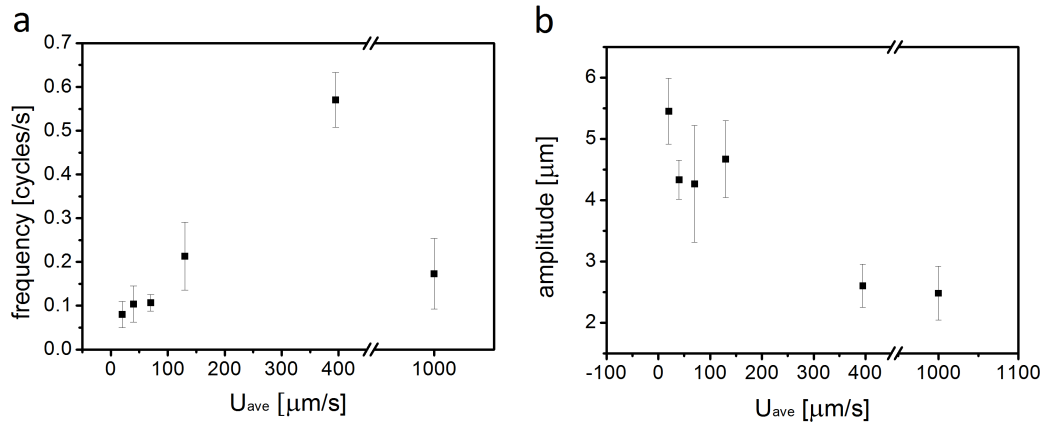 a
frequency [cycles/s]
0.7
0.6
0.5
0.4
0.3
0.2
0.1
0.0
0 100 200 300 400 1000
Uave [μm/s]
b
amplitude [μm]
6
5
4
3
2
-100 0 100 200 300 400 1000 1100
Uave [μm/s]